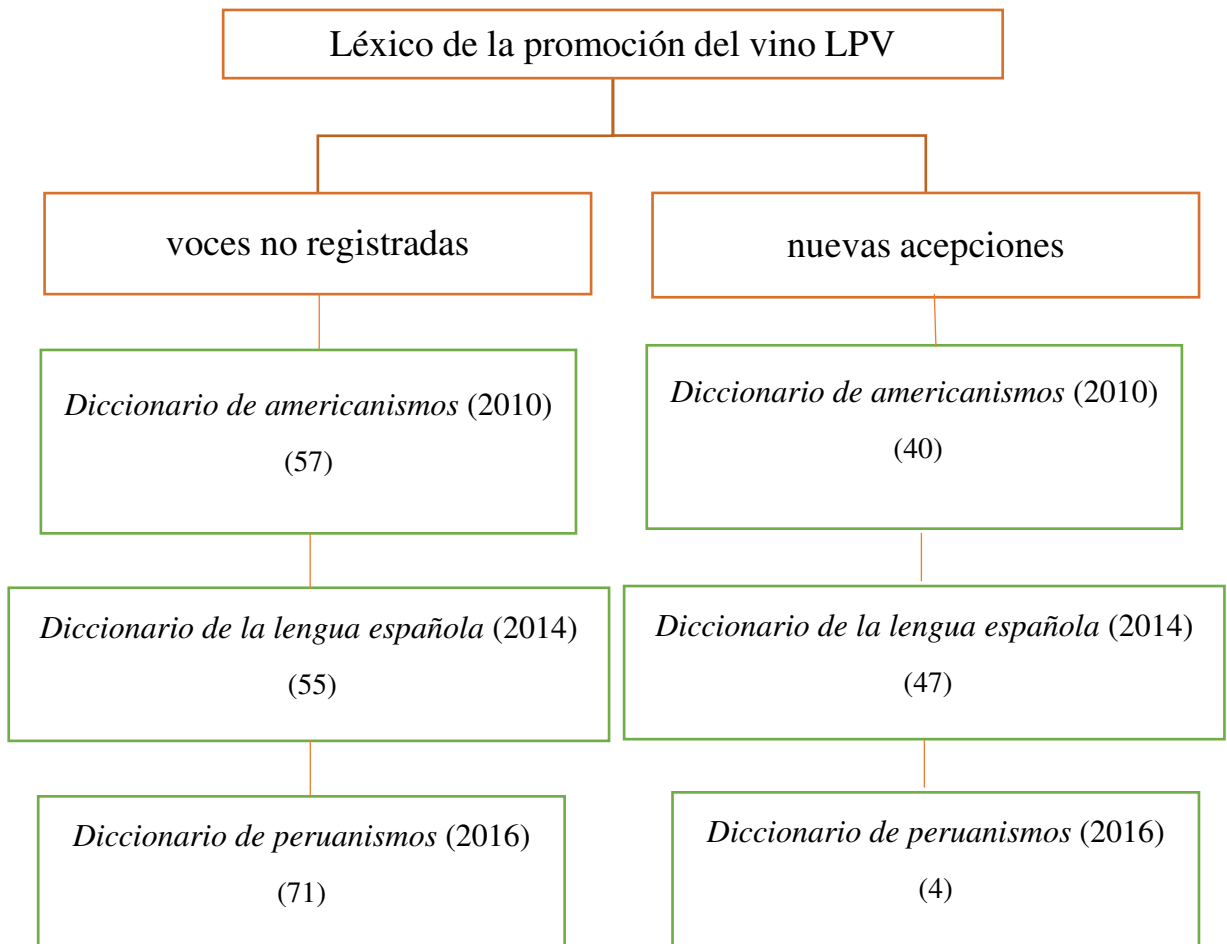 Léxico de la promoción del vino LPV
voces no registradas
nuevas acepciones
Diccionario de americanismos (2010)
(57)
Diccionario de americanismos (2010)
(40)
Diccionario de la lengua española (2014)
(55)
Diccionario de la lengua española (2014)
(47)
Diccionario de peruanismos (2016)
(71)
Diccionario de peruanismos (2016)
(4)